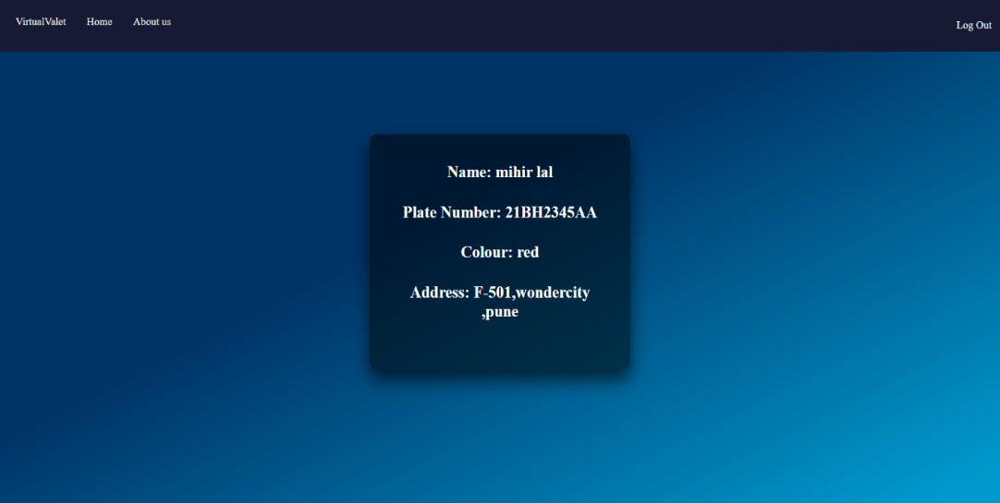 VirtualValet Home About us Log Out
Name: mihir lal
Plate Number: 21BH2345AA
Colour: red
Address: F-501,wondercity
,pune